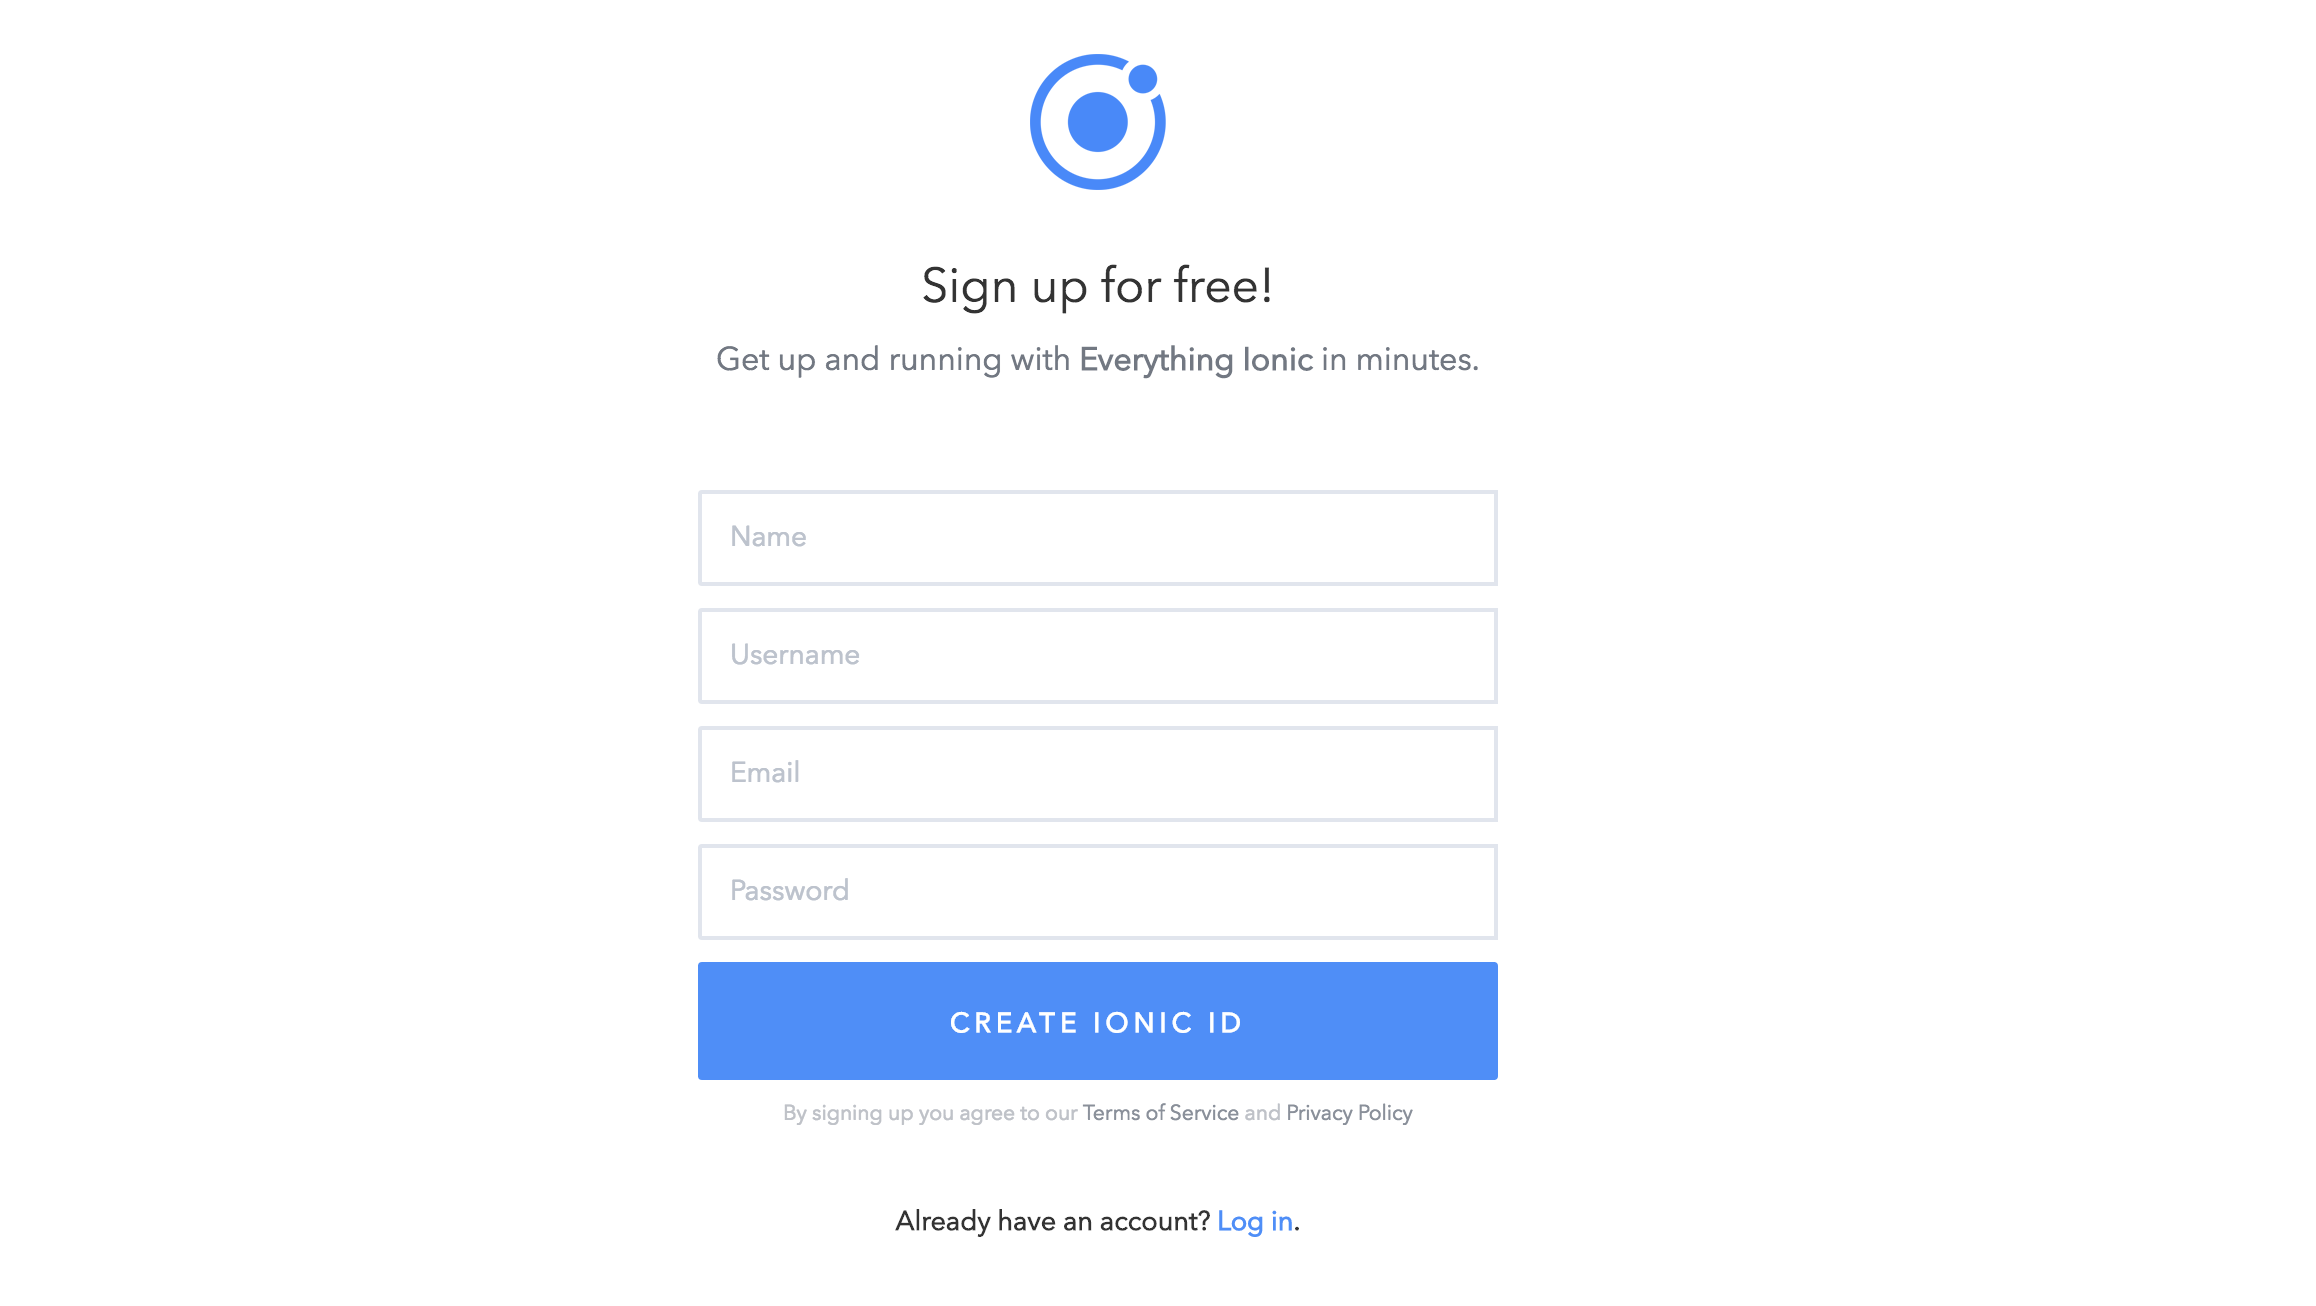 Sign up for free!
Get up and running with Everything Ionic in minutes.
Name
Username
Email
Password
CREATE IONIC ID
By signing up you agree to our Terms of Service and Privacy Policy
Already have an account? Log in.